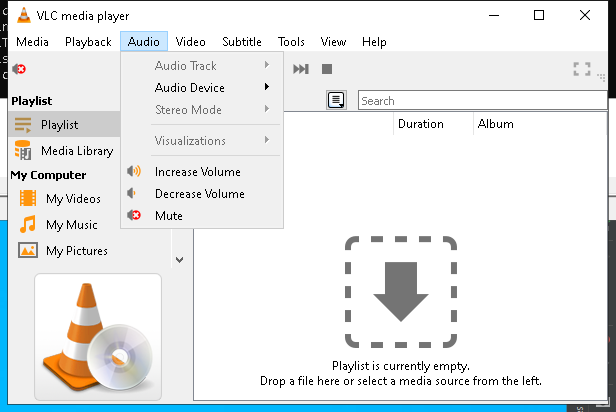 VLC media player
Media Playback Audio Video Subtitle Tools View Help
Audio Track
Audio Device
Stereo Mode
Visualizations
Increase Volume
Decrease Volume
Mute
Playlist
Playlist
Media Library
My Computer
My Videos
My Music
My Pictures
Search
Duration Album
Playlist is currently empty.
Drop a file here or select a media source from the left.